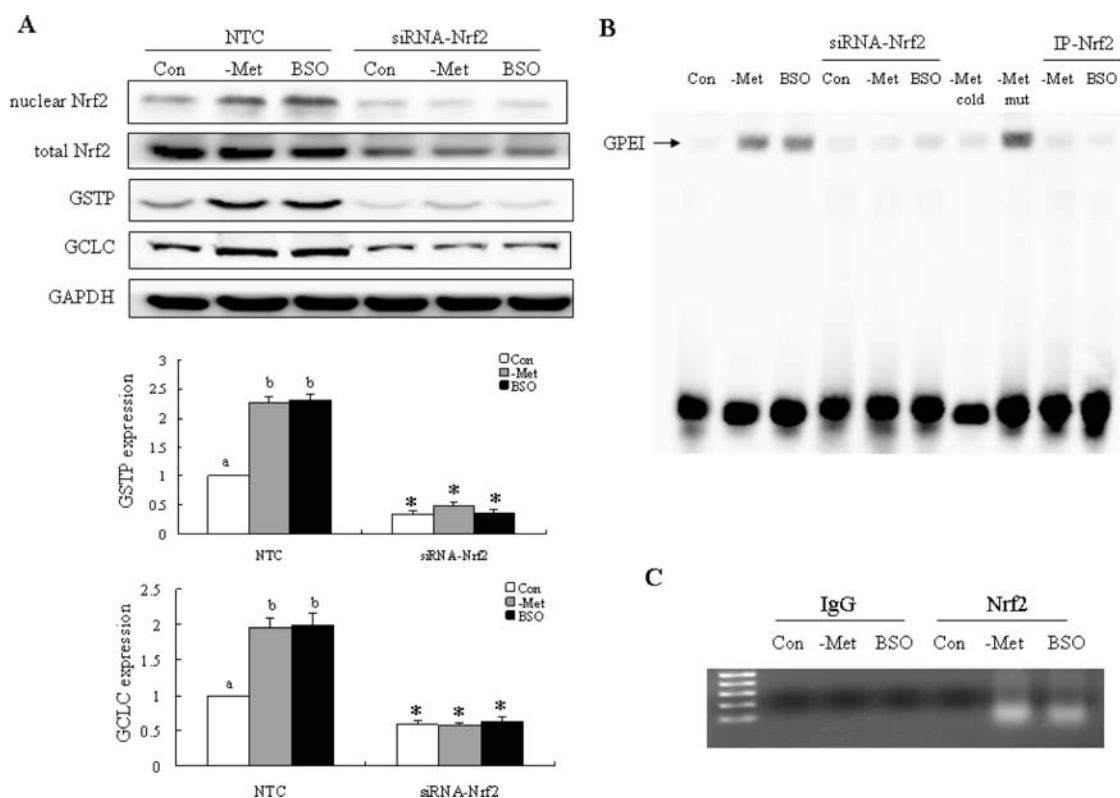 A
NTC siRNA-Nrf2
Con -Met BSO Con -Met BSO
nuclear Nrf2
total Nrf2
GSTP
GCLC
GAPDH
GSTP expression
3
2.5
2
1.5
1
0.5
0
Con
-Met
BSO
a b b * * *
NTC siRNA-Nrf2
GCLC expression
2.5
2
1.5
1
0.5
0
Con
-Met
BSO
a b b * * *
NTC siRNA-Nrf2
B
siRNA-Nrf2 IP-Nrf2
Con -Met BSO Con -Met BSO -Met -Met -Met BSO
cold mut
GPEI
C
IgG Nrf2
Con -Met BSO Con -Met BSO